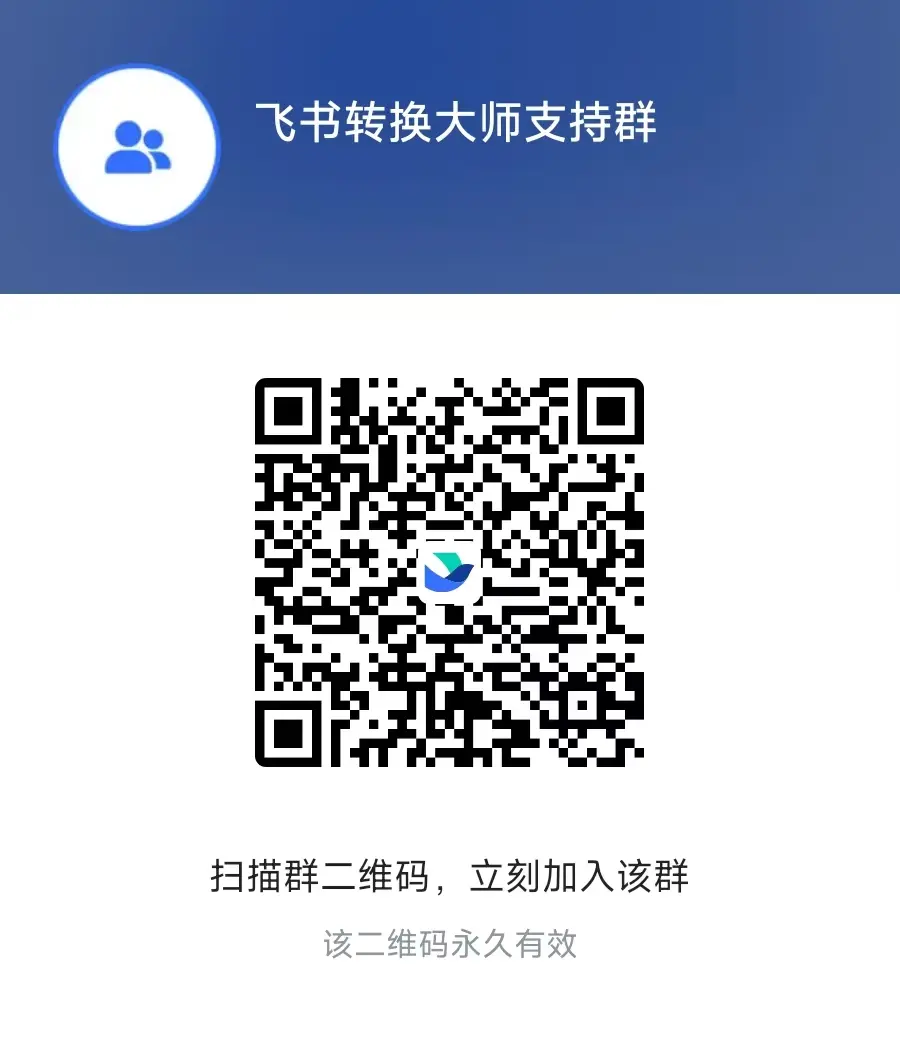 飞书转换大师支持群
扫描群二维码，立刻加入该群
该二维码永久有效